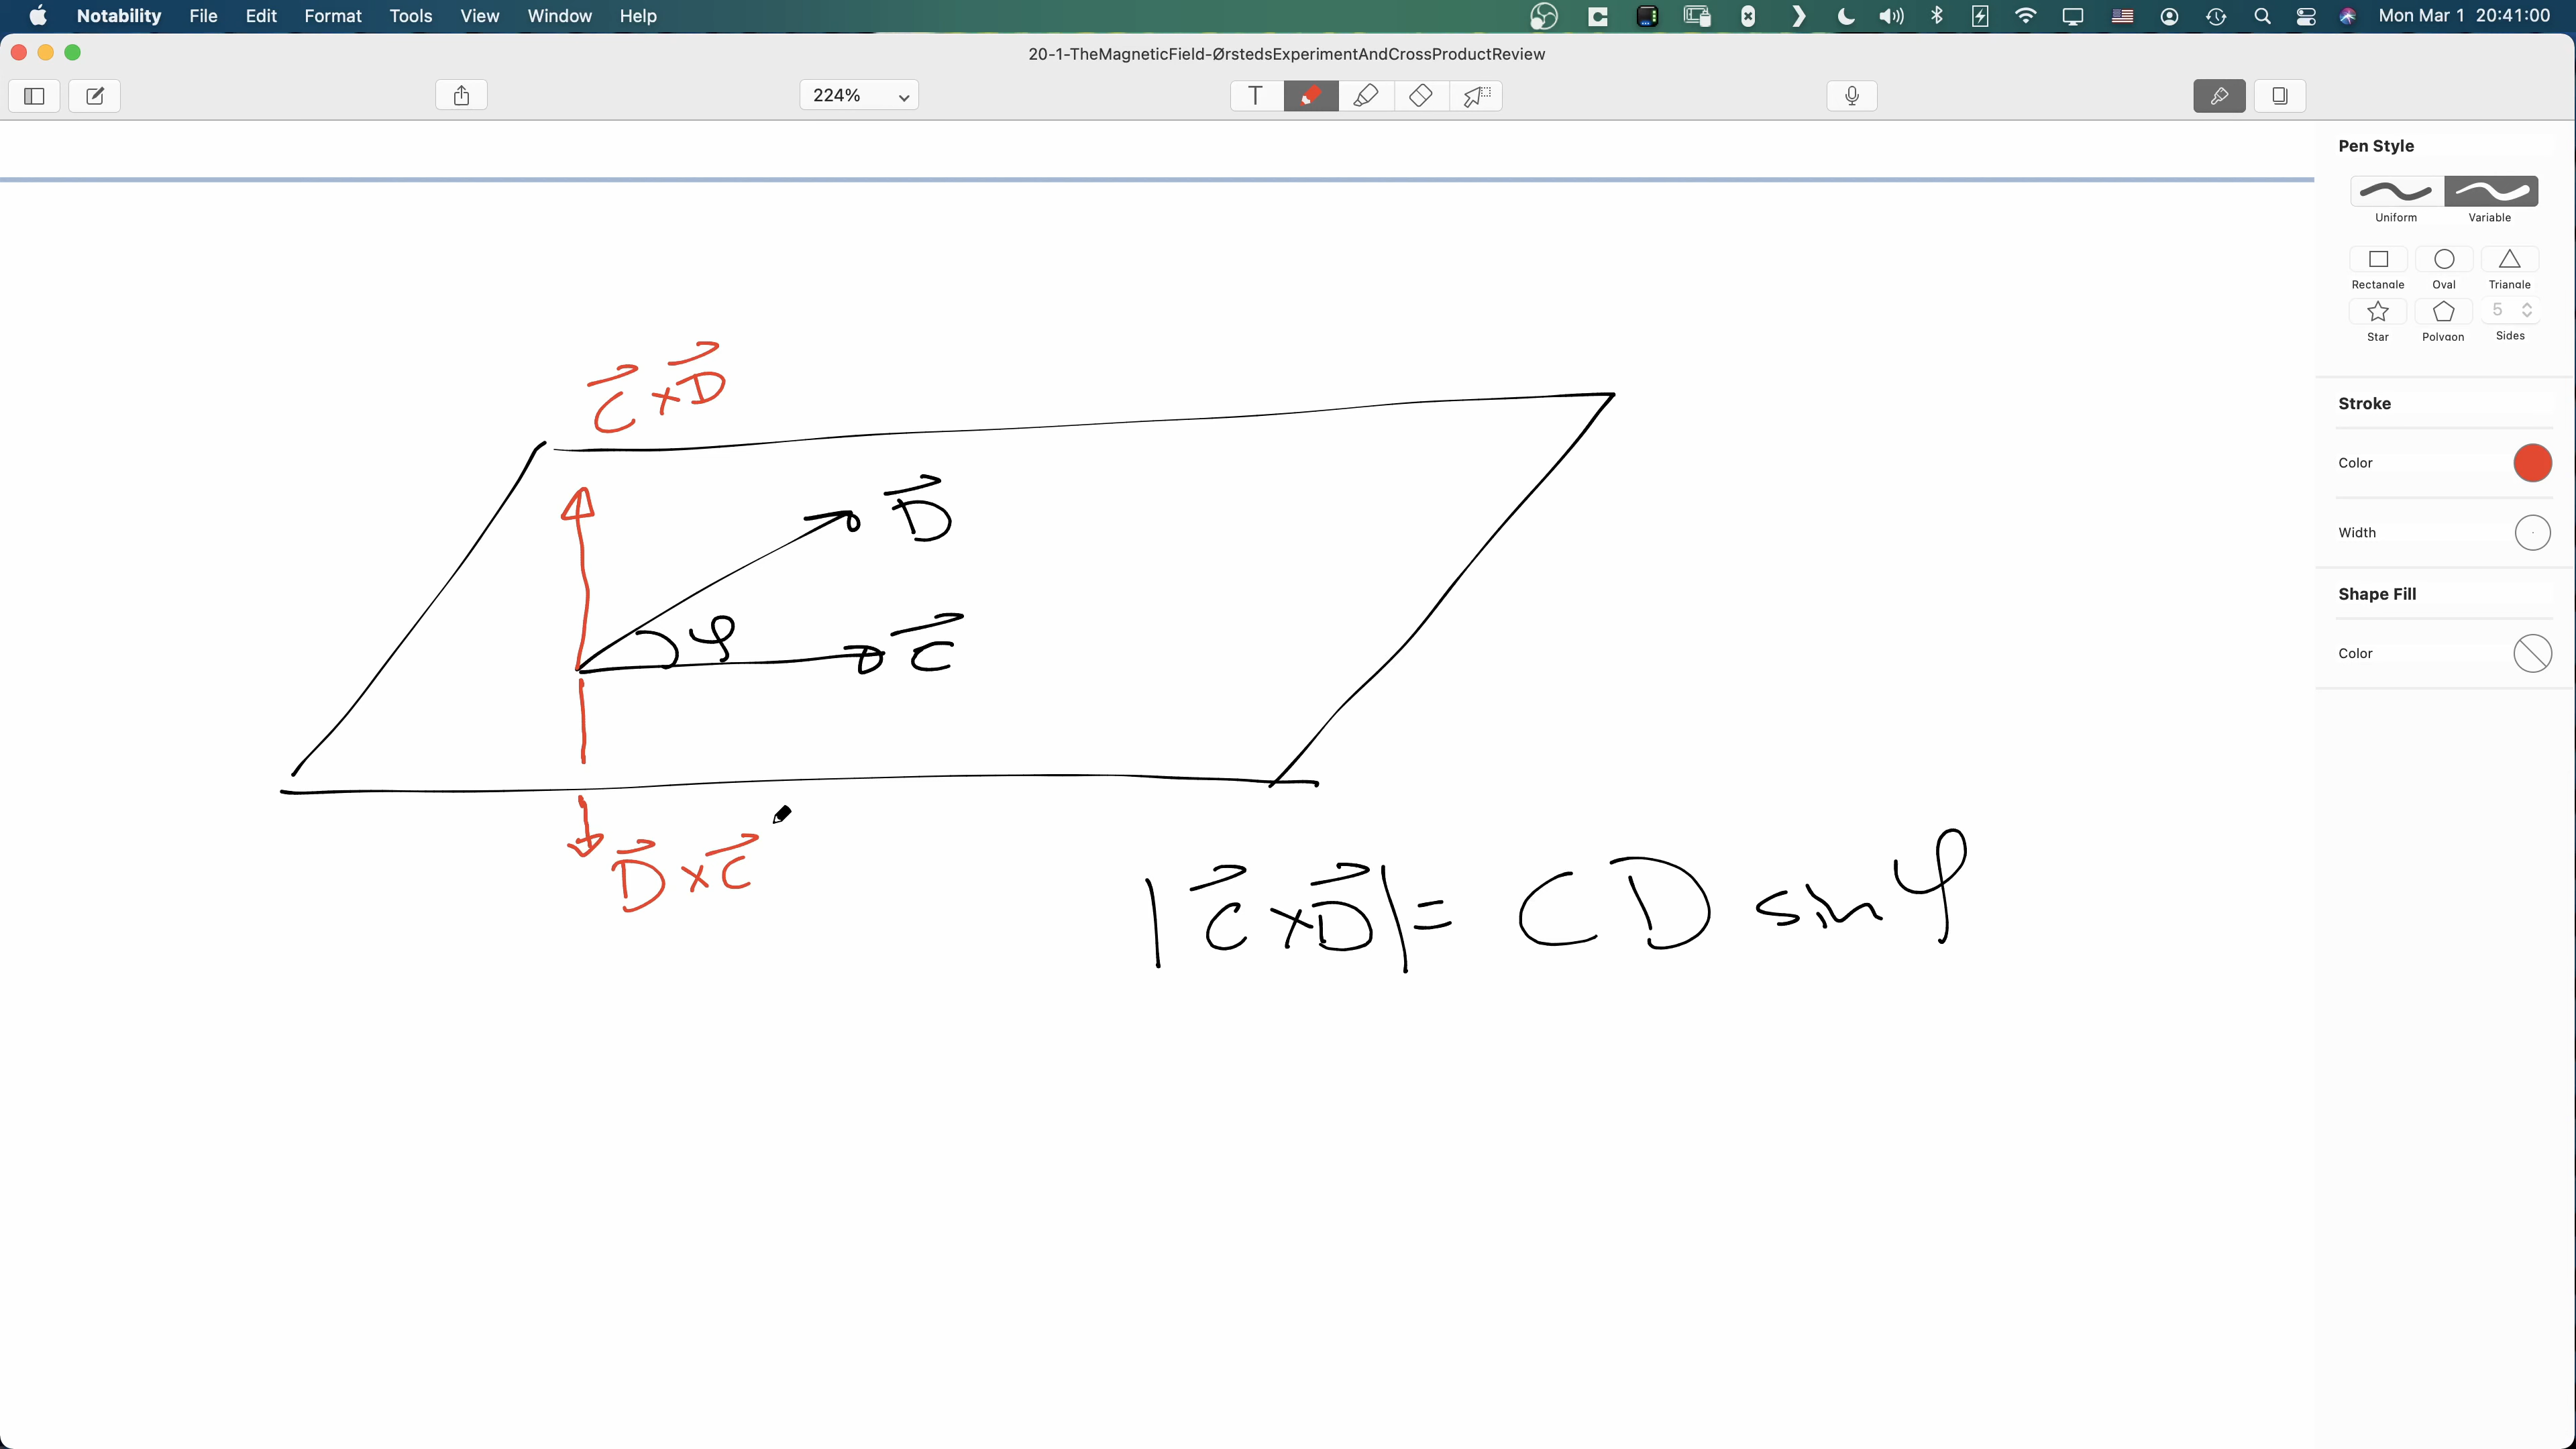 Notability File Edit Format Tools View Window Help Mon Mar 1 20:41:00
20-1-TheMagneticField-ØrstedsExperimentAndCrossProductReview
224% T
Pen Style
Uniform Variable
Rectangle Oval Triangle
5
Star Polygon Sides
Stroke
Color
Width
Shape Fill
Color
C⃗ × D⃗
D⃗
φ C⃗
D⃗ × C⃗
|C⃗ × D⃗| = C D sin φ